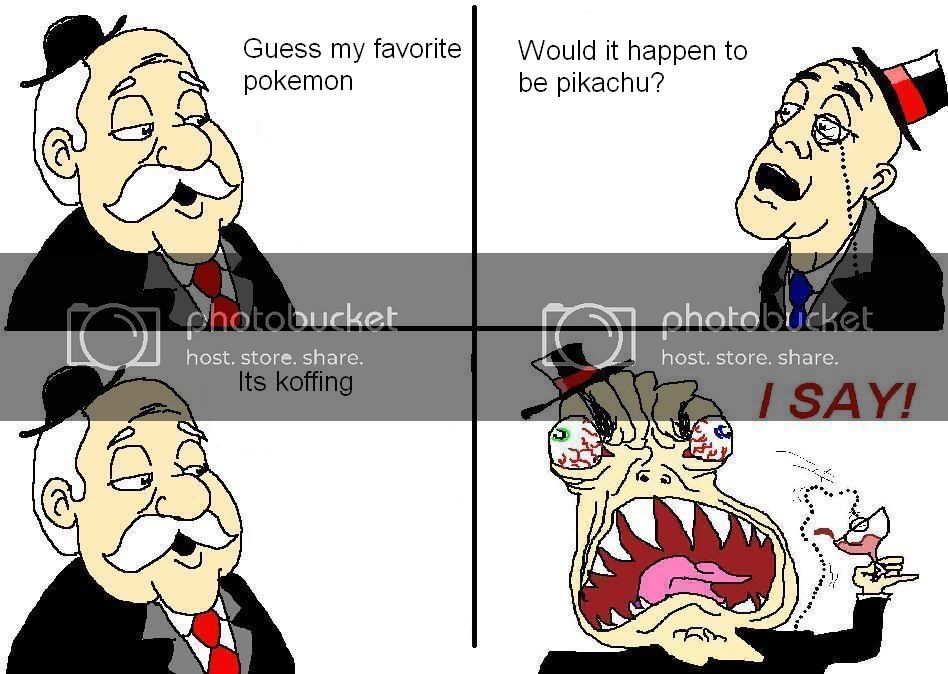 Guess my favorite
pokemon
Would it happen to
be pikachu?
photobucket
host. store. share.
photobucket
host. store. share.
Its koffing
I SAY!